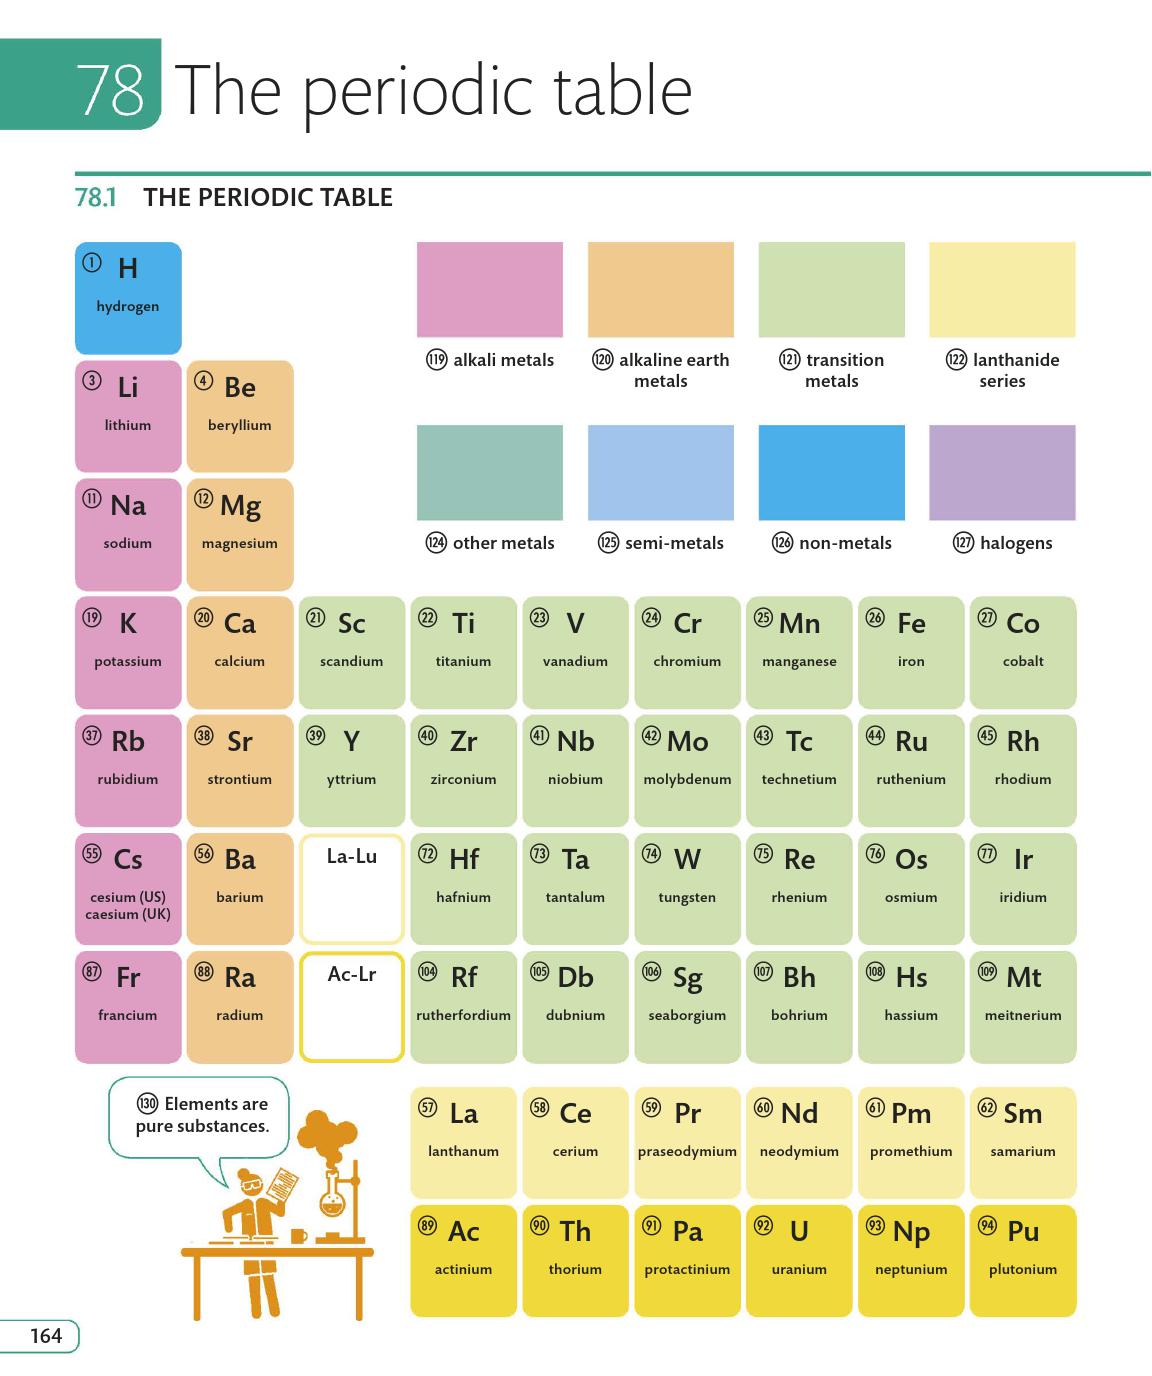 78 The periodic table
78.1 THE PERIODIC TABLE
1 H
hydrogen
119 alkali metals
120 alkaline earth
metals
121 transition
metals
122 lanthanide
series
124 other metals
125 semi-metals
126 non-metals
127 halogens
3 Li
lithium
4 Be
beryllium
11 Na
sodium
12 Mg
magnesium
19 K
potassium
20 Ca
calcium
21 Sc
scandium
22 Ti
titanium
23 V
vanadium
24 Cr
chromium
25 Mn
manganese
26 Fe
iron
27 Co
cobalt
37 Rb
rubidium
38 Sr
strontium
39 Y
yttrium
40 Zr
zirconium
41 Nb
niobium
42 Mo
molybdenum
43 Tc
technetium
44 Ru
ruthenium
45 Rh
rhodium
55 Cs
cesium (US)
caesium (UK)
56 Ba
barium
La-Lu
72 Hf
hafnium
73 Ta
tantalum
74 W
tungsten
75 Re
rhenium
76 Os
osmium
77 Ir
iridium
87 Fr
francium
88 Ra
radium
Ac-Lr
104 Rf
rutherfordium
105 Db
dubnium
106 Sg
seaborgium
107 Bh
bohrium
108 Hs
hassium
109 Mt
meitnerium
130 Elements are
pure substances.
57 La
lanthanum
58 Ce
cerium
59 Pr
praseodymium
60 Nd
neodymium
61 Pm
promethium
62 Sm
samarium
89 Ac
actinium
90 Th
thorium
91 Pa
protactinium
92 U
uranium
93 Np
neptunium
94 Pu
plutonium
164